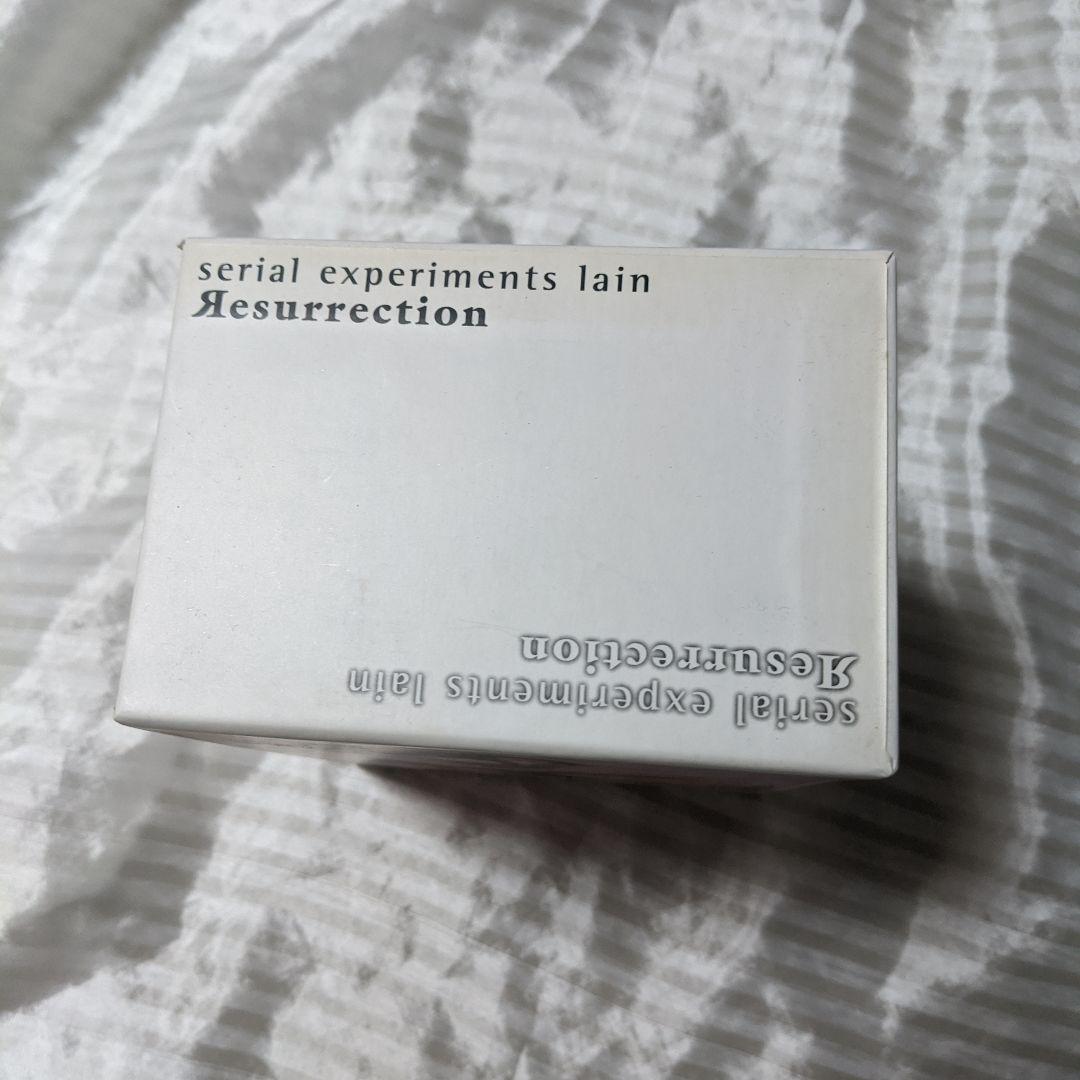 serial experiments lain
Яesurrection
serial experiments lain
Яesurrection